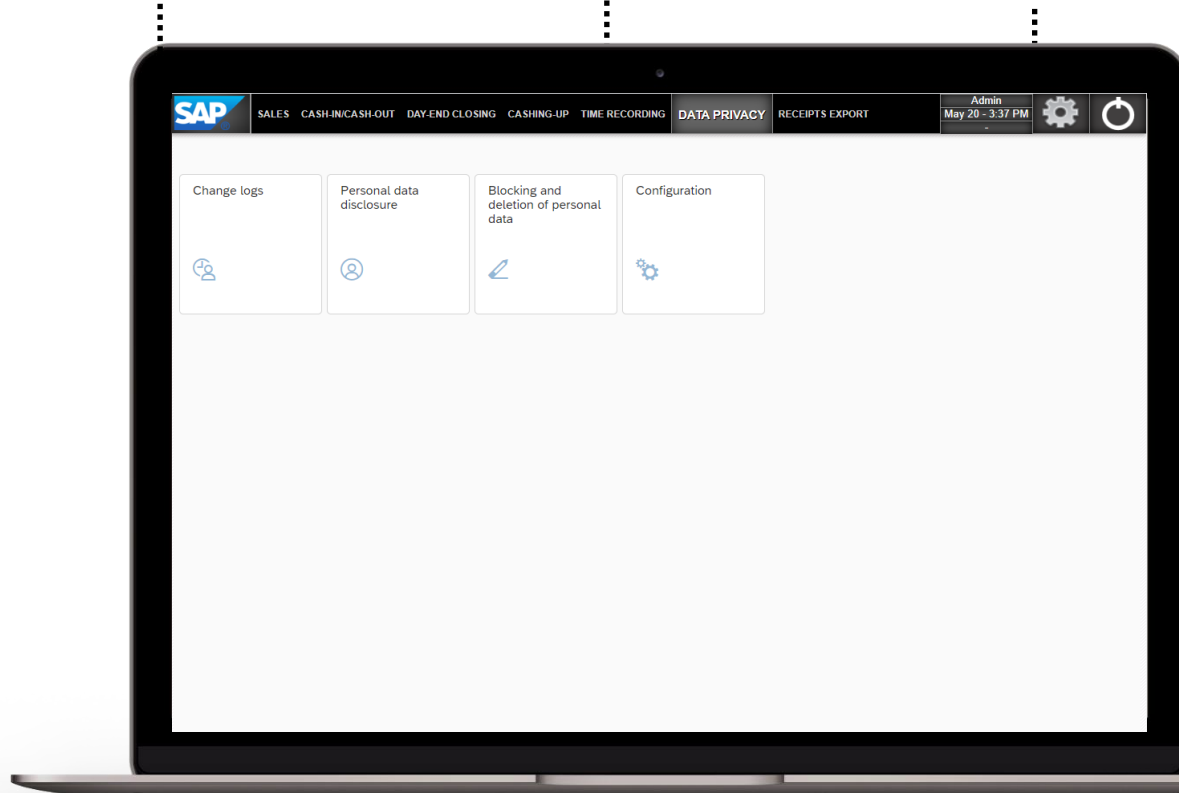 SAP SALES CASH-IN/CASH-OUT DAY-END CLOSING CASHING-UP TIME RECORDING DATA PRIVACY RECEIPTS EXPORT
Admin
May 20 - 3:37 PM
-
Change logs
Personal data
disclosure
Blocking and
deletion of personal
data
Configuration